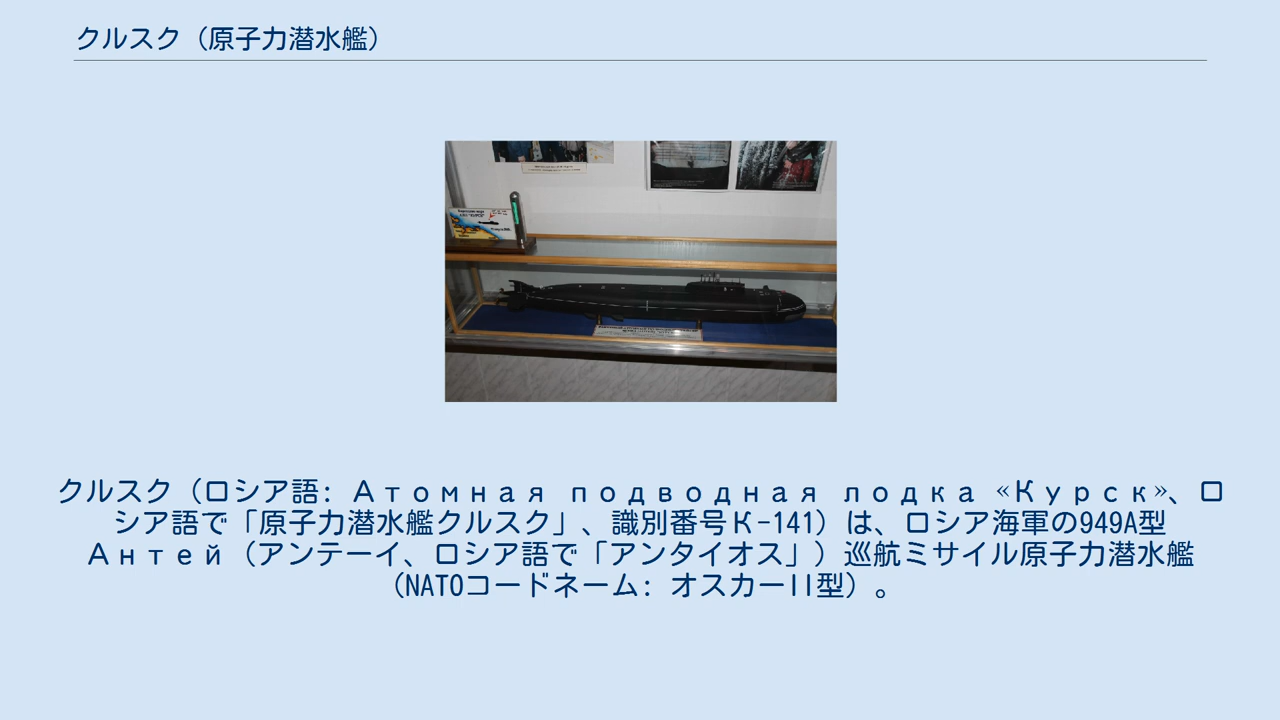 クルスク（原子力潜水艦）
クルスク（ロシア語: Атомная подводная лодка «Курск»、ロ
シア語で「原子力潜水艦クルスク」、識別番号К-141）は、ロシア海軍の949A型
Антей（アンテーイ、ロシア語で「アンタイオス」）巡航ミサイル原子力潜水艦
（NATOコードネーム: オスカーII型）。